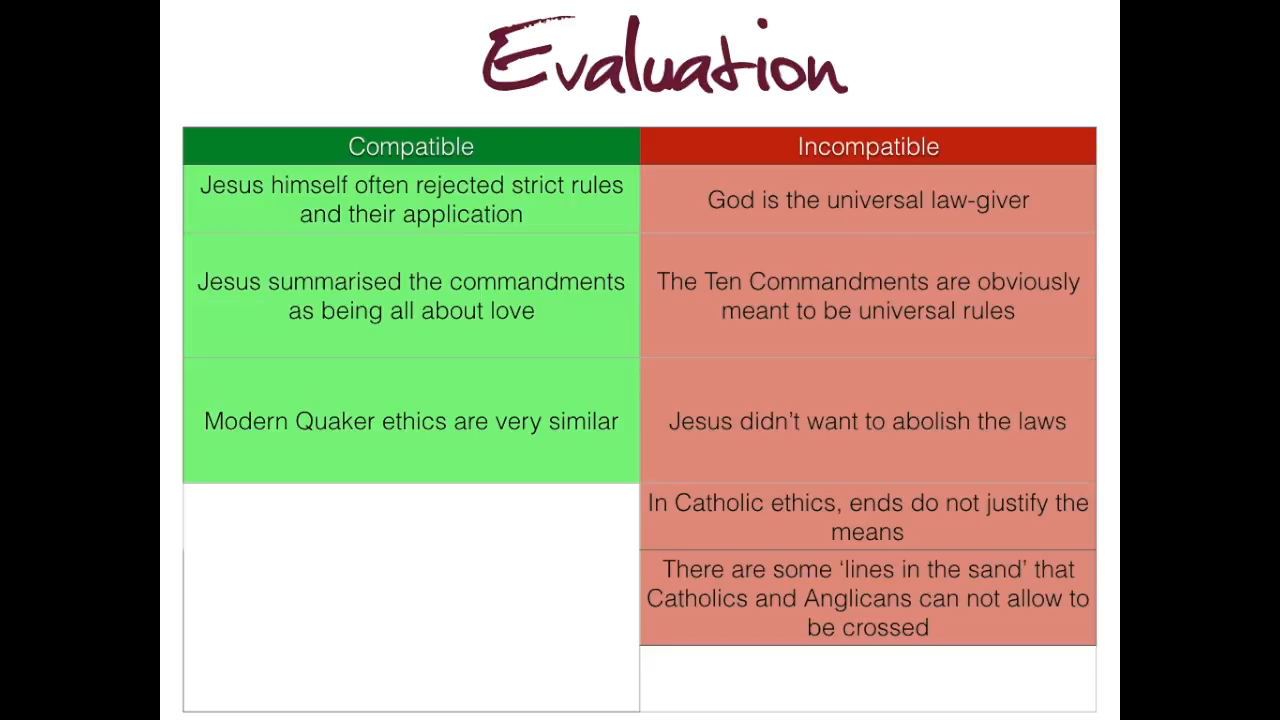 Evaluation
Compatible
Incompatible
Jesus himself often rejected strict rules
and their application
God is the universal law-giver
Jesus summarised the commandments
as being all about love
The Ten Commandments are obviously
meant to be universal rules
Modern Quaker ethics are very similar
Jesus didn’t want to abolish the laws
In Catholic ethics, ends do not justify the
means
There are some ‘lines in the sand’ that
Catholics and Anglicans can not allow to
be crossed